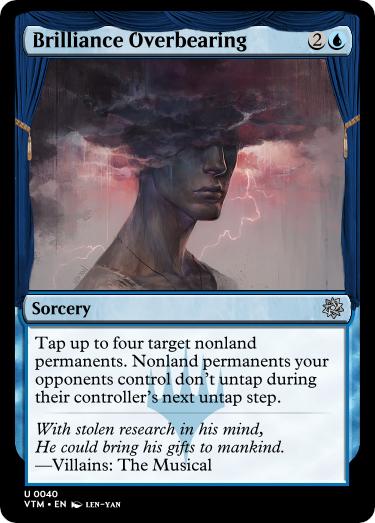 Brilliance Overbearing 2
Sorcery
Tap up to four target nonland
permanents. Nonland permanents your
opponents control don't untap during
their controller's next untap step.
With stolen research in his mind,
He could bring his gifts to mankind.
—Villains: The Musical
U 0040
VTM • EN LEN-YAN